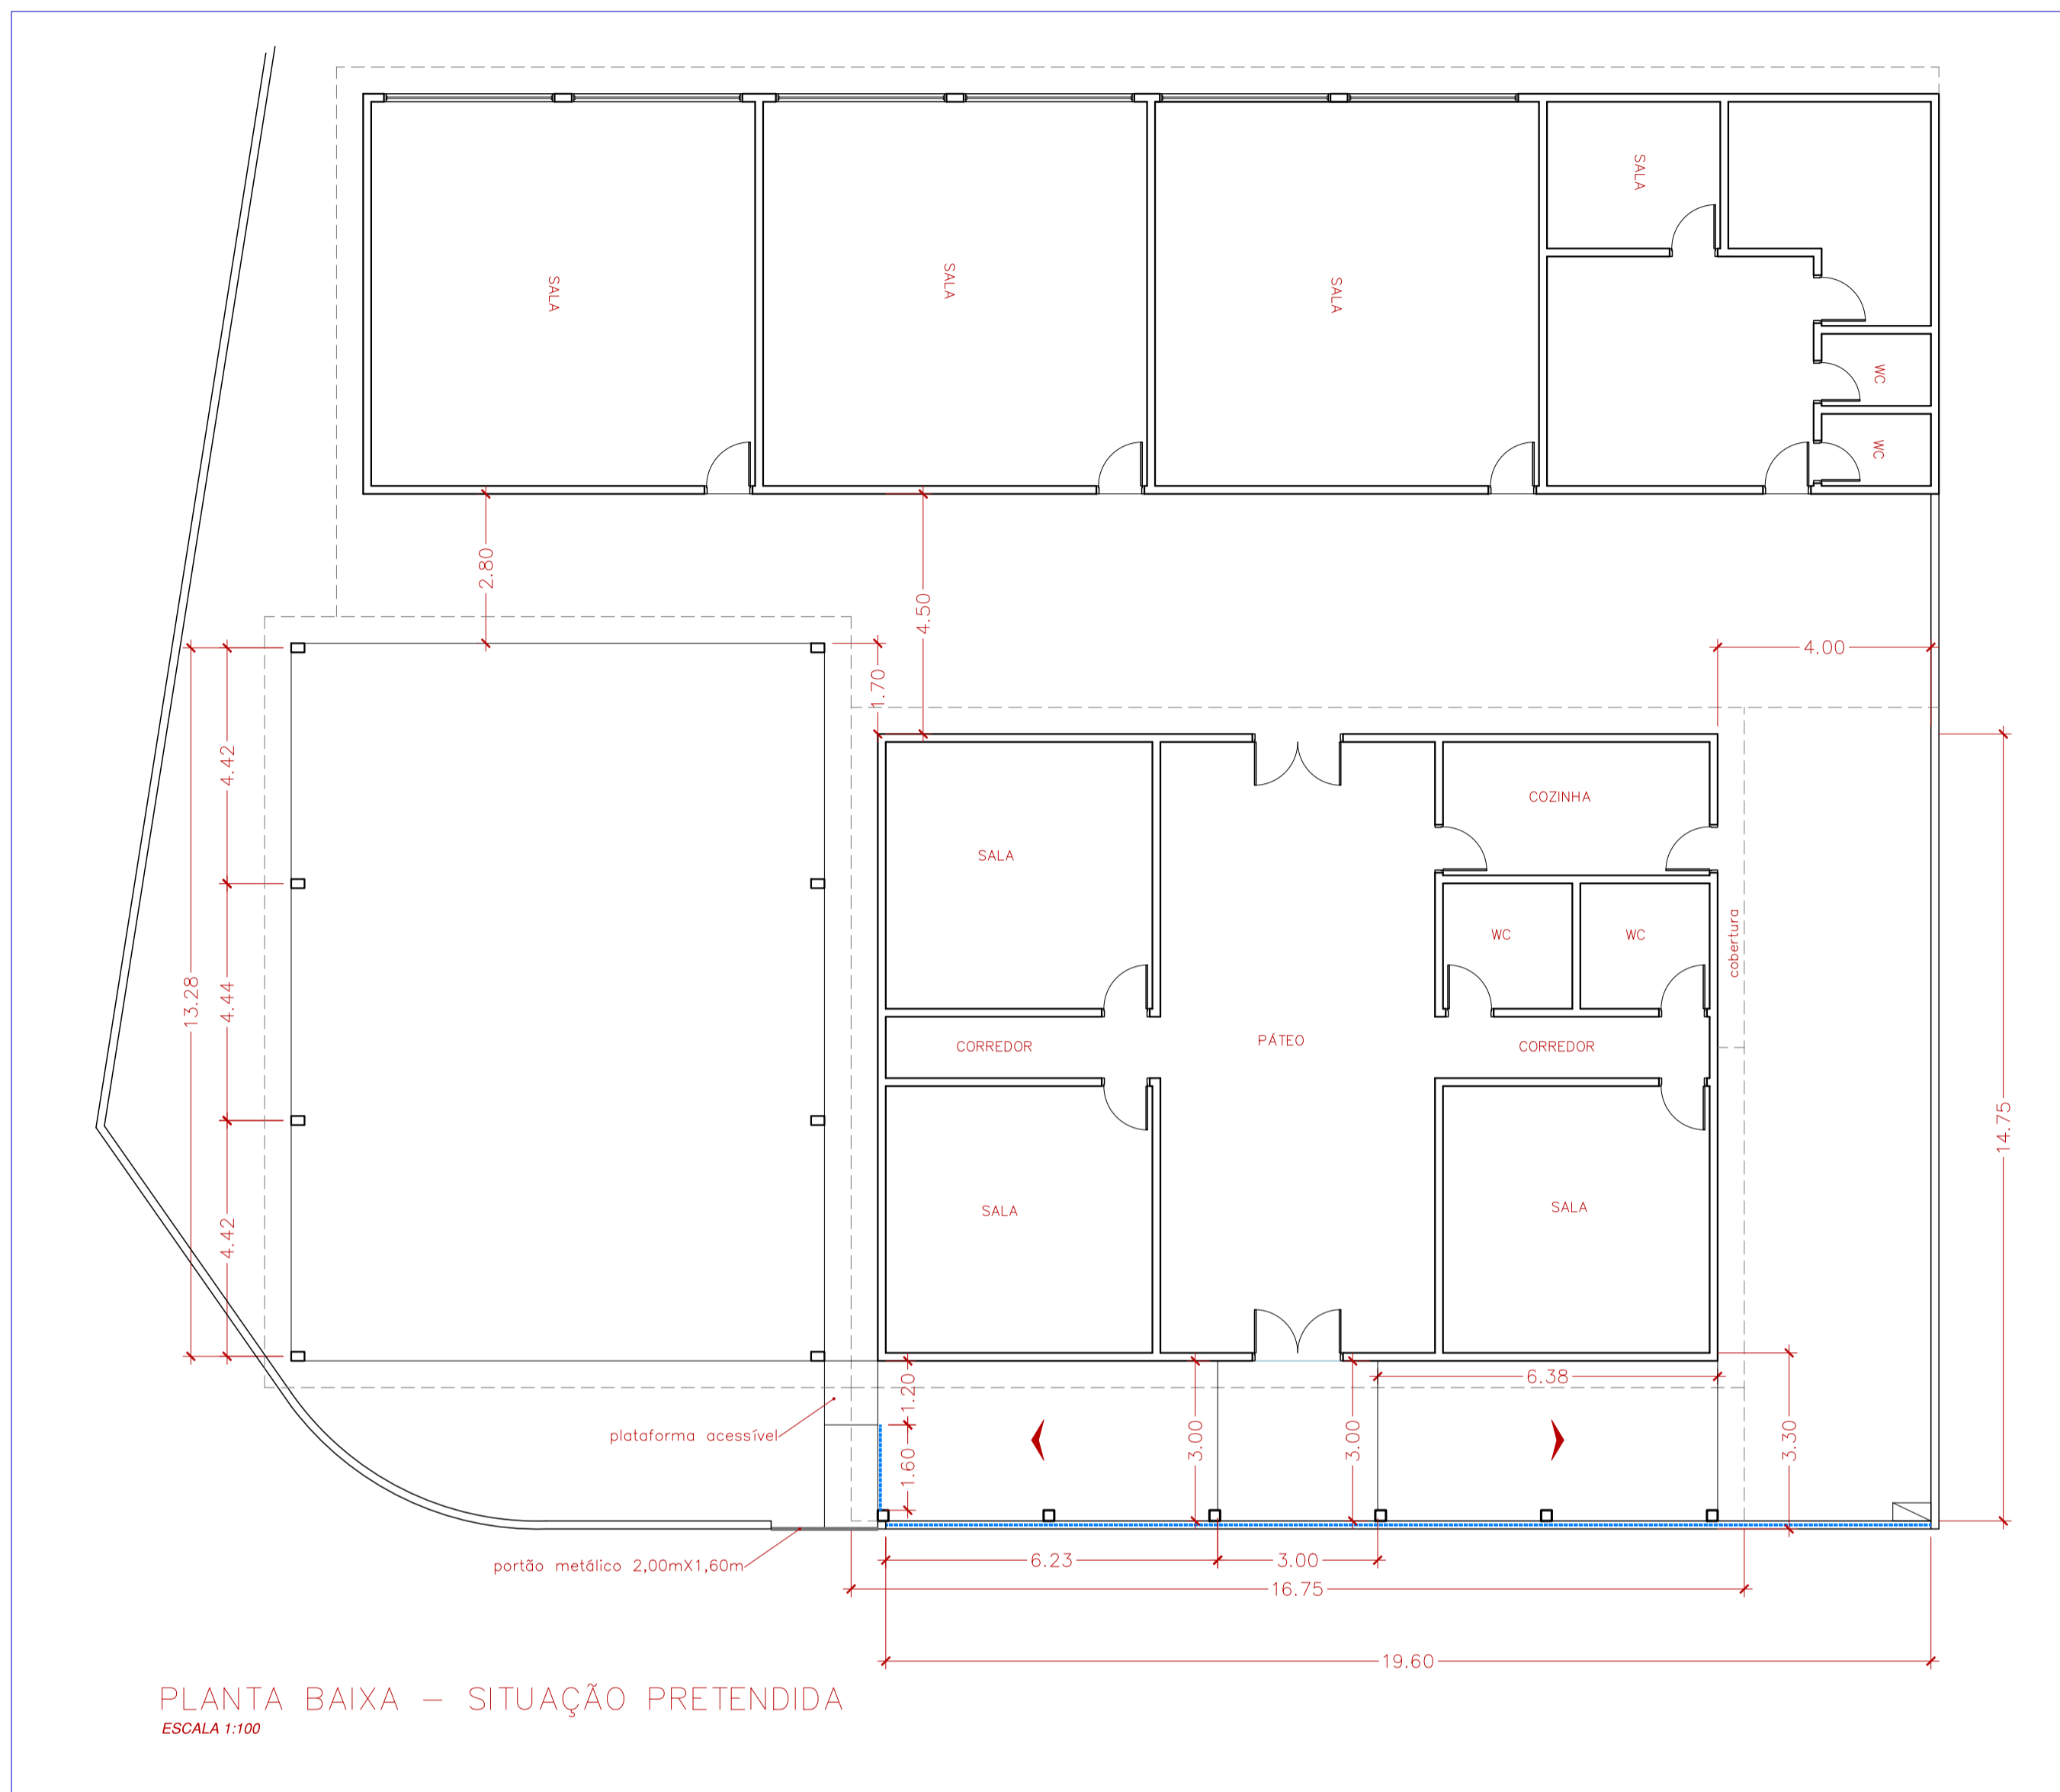 SALA
SALA
SALA
SALA
WC
WC
2.80
4.50
1.70
4.00
4.42
13.28
4.44
4.42
14.75
COZINHA
SALA
WC
WC
cobertura
CORREDOR
PÁTEO
CORREDOR
SALA
SALA
1.20
6.38
plataforma acessível
1.60
3.00
3.00
3.30
portão metálico 2,00mX1,60m
6.23
3.00
16.75
19.60
PLANTA BAIXA – SITUAÇÃO PRETENDIDA
ESCALA 1:100